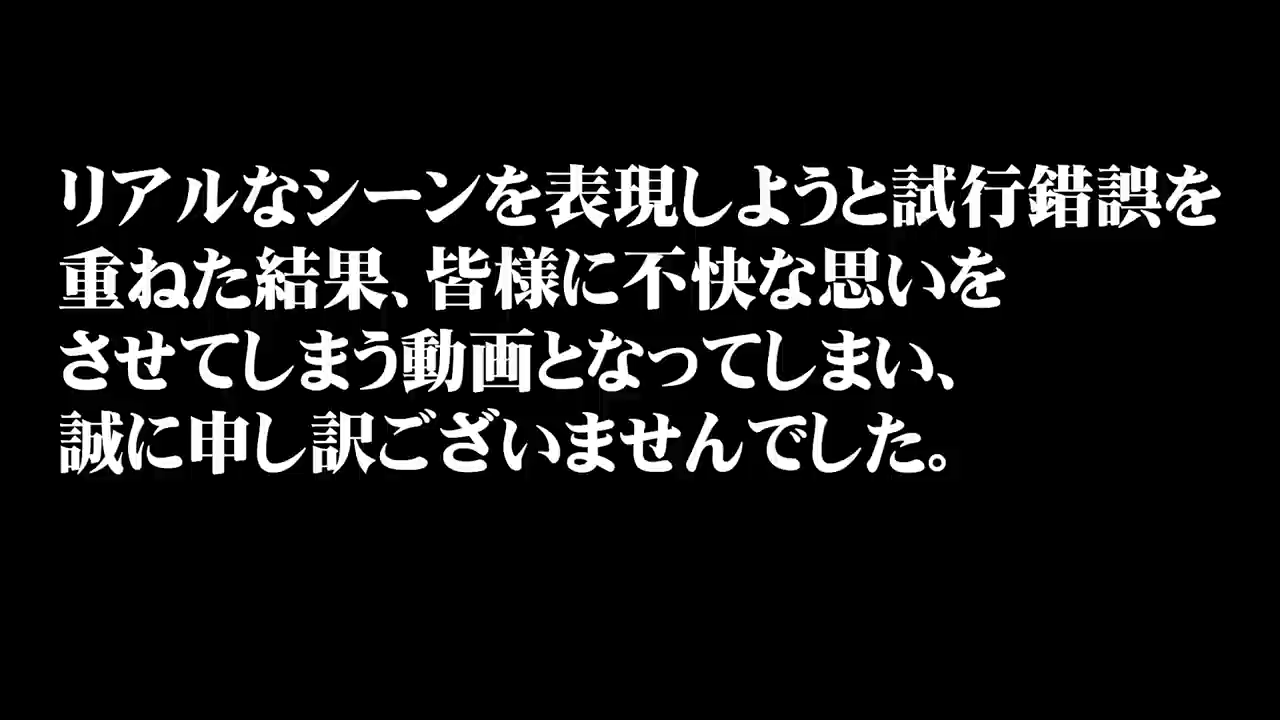 リアルなシーンを表現しようと試行錯誤を
重ねた結果、皆様に不快な思いを
させてしまう動画となってしまい、
誠に申し訳ございませんでした。